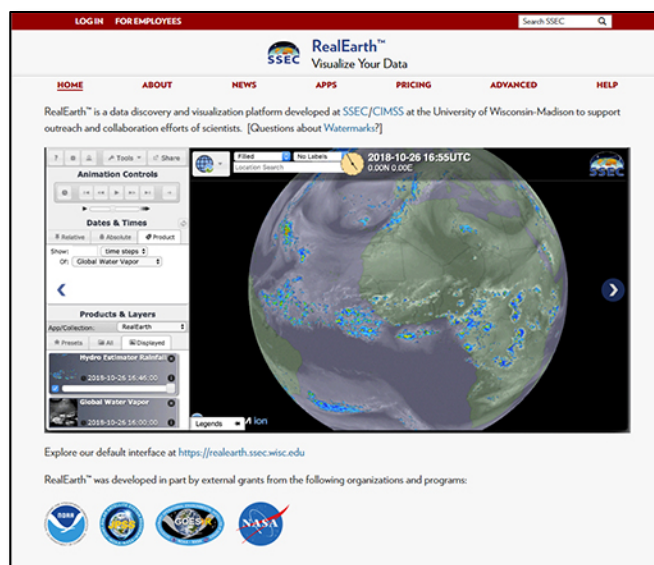 LOG IN FOR EMPLOYEES Search SSEC
SSEC RealEarth™
Visualize Your Data
HOME ABOUT NEWS APPS PRICING ADVANCED HELP
RealEarth™ is a data discovery and visualization platform developed at SSEC/CIMSS at the University of Wisconsin-Madison to support
outreach and collaboration efforts of scientists. [Questions about Watermarks?]
? Tools Share
Filled No Labels 2018-10-26 16:55UTC
Location Search 0.00N 0.00E
SSEC
Animation Controls
Dates & Times
Relative Absolute Product
Show: time steps
Of: Global Water Vapor
Products & Layers
App/Collection: RealEarth
Presets All Displayed
Hydro Estimator Rainfall
2018-10-26 16:46:00
Global Water Vapor
2018-10-26 16:00:00
Legends ion
Explore our default interface at https://realearth.ssec.wisc.edu
RealEarth™ was developed in part by external grants from the following organizations and programs:
NOAA JPSS GOES-R NASA